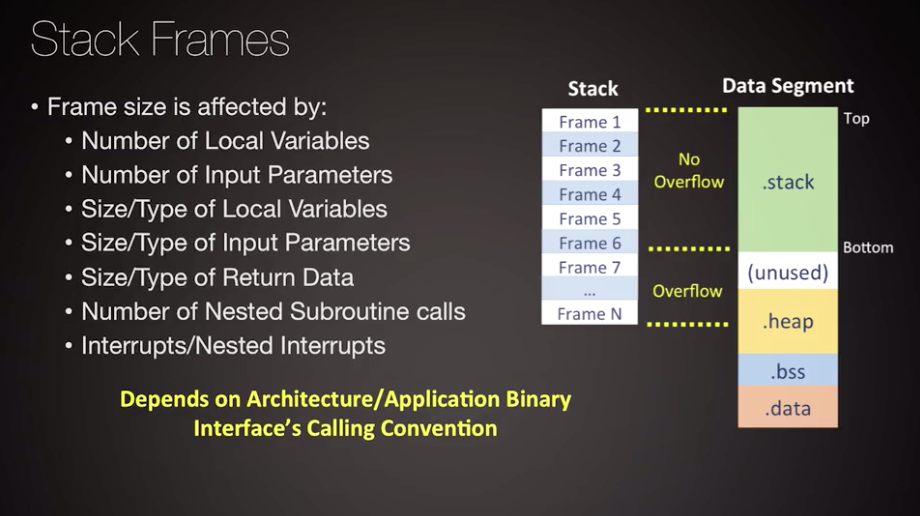 Stack Frames
• Frame size is affected by:
• Number of Local Variables
• Number of Input Parameters
• Size/Type of Local Variables
• Size/Type of Input Parameters
• Size/Type of Return Data
• Number of Nested Subroutine calls
• Interrupts/Nested Interrupts
Depends on Architecture/Application Binary
Interface's Calling Convention
Stack
Frame 1
Frame 2
Frame 3
Frame 4
Frame 5
Frame 6
Frame 7
...
Frame N
No
Overflow
Overflow
Data Segment
Top
.stack
Bottom
(unused)
.heap
.bss
.data